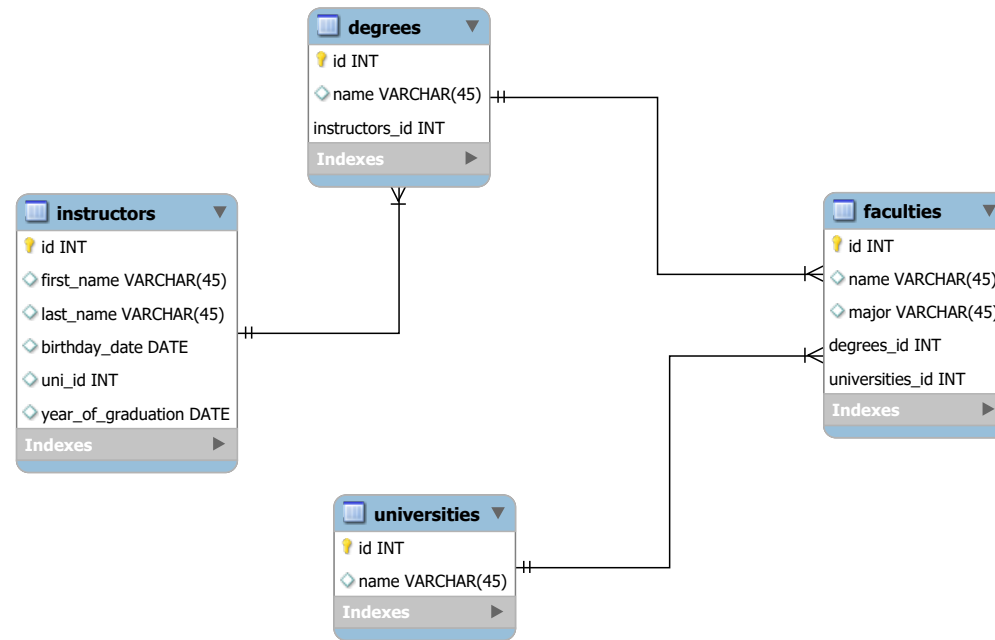 degrees
id INT
name VARCHAR(45)
instructors_id INT
Indexes
instructors
id INT
first_name VARCHAR(45)
last_name VARCHAR(45)
birthday_date DATE
uni_id INT
year_of_graduation DATE
Indexes
faculties
id INT
name VARCHAR(45)
major VARCHAR(45)
degrees_id INT
universities_id INT
Indexes
universities
id INT
name VARCHAR(45)
Indexes